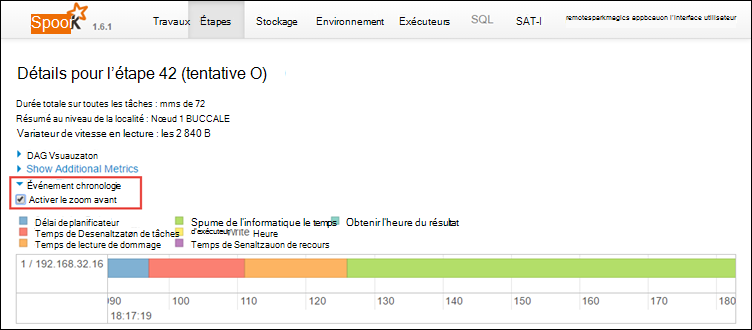 Spark 1.6.1
Travaux Étapes Stockage Environnement Exécuteurs SQL SAT-I remotesparkmagics appbcauon l'interface utilisateur
Détails pour l'étape 42 (tentative O)
Durée totale sur toutes les tâches : mms de 72
Résumé au niveau de la localité : Nœud 1 BUCCALE
Variateur de vitesse en lecture : les 2 840 B
DAG Vsuauzaton
Show Additional Metrics
Événement chronologie
Activer le zoom avant
Délai de planificateur Spume de l'informatique le temps Obtenir l'heure du résultat
Temps de Desenaltzatøn de tâches d'exécuteur Write Heure
Temps de lecture de dommage Temps de Senaltzauon de recours
1 / 192.168.32.16
090 100 110 120 130 140 150 160 170 180
18:17:19